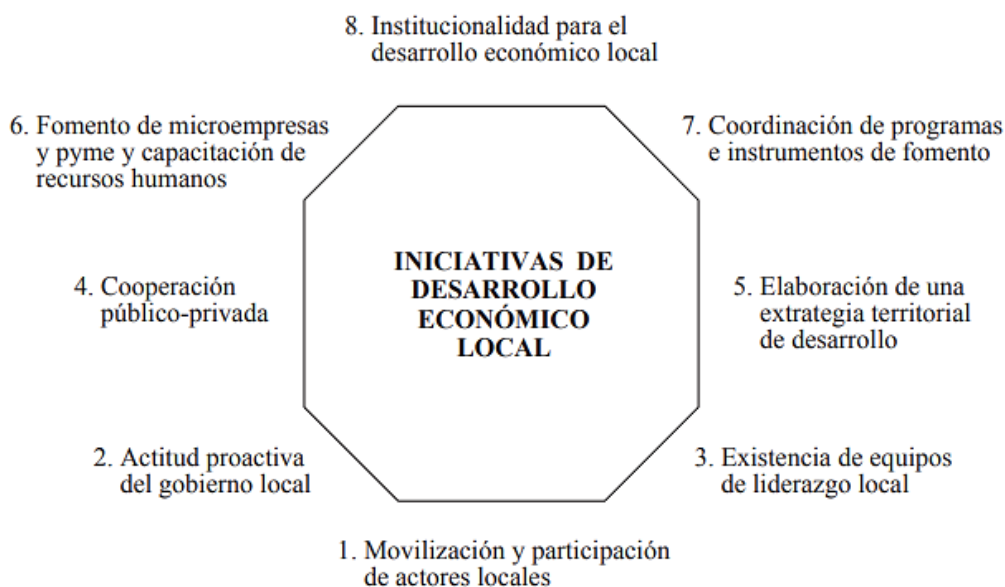 8. Institucionalidad para el
desarrollo económico local
6. Fomento de microempresas
y pyme y capacitación de
recursos humanos
7. Coordinación de programas
e instrumentos de fomento
INICIATIVAS DE
DESARROLLO
ECONÓMICO
LOCAL
4. Cooperación
público-privada
5. Elaboración de una
extrategia territorial
de desarrollo
2. Actitud proactiva
del gobierno local
3. Existencia de equipos
de liderazgo local
1. Movilización y participación
de actores locales